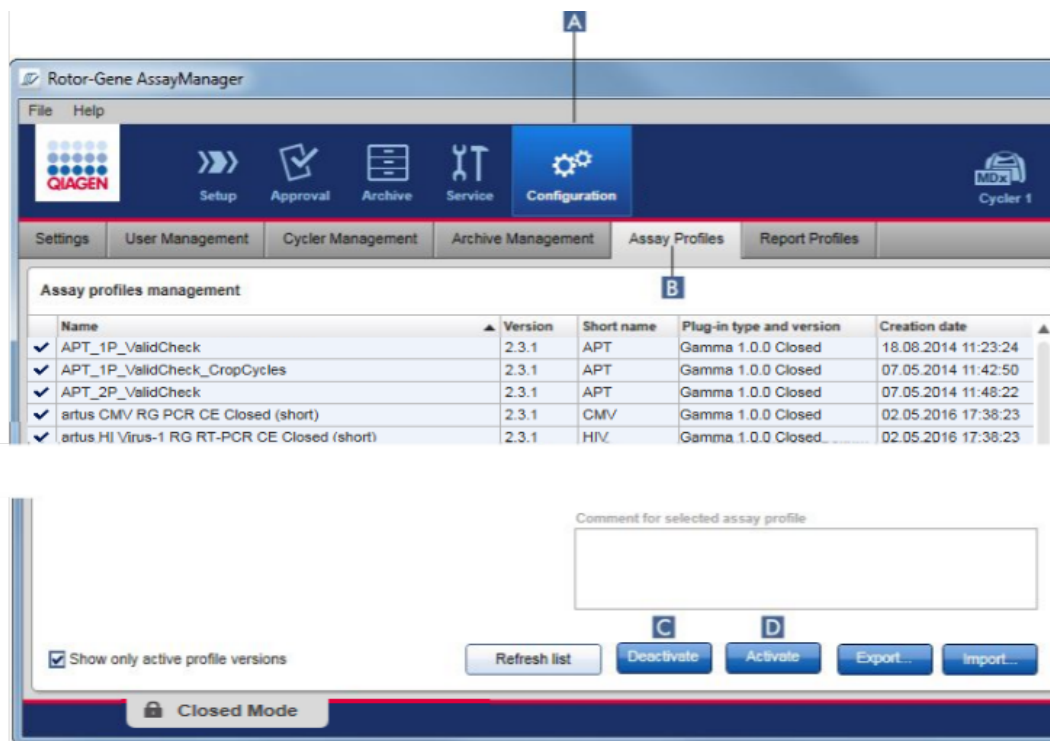 A
Rotor-Gene AssayManager
File Help
QIAGEN
Setup Approval Archive Service Configuration
MDx
Cycler 1
Settings User Management Cycler Management Archive Management Assay Profiles Report Profiles
B
Assay profiles management
Name Version Short name Plug-in type and version Creation date
APT_1P_ValidCheck 2.3.1 APT Gamma 1.0.0 Closed 18.08.2014 11:23:24
APT_1P_ValidCheck_CropCycles 2.3.1 APT Gamma 1.0.0 Closed 07.05.2014 11:42:50
APT_2P_ValidCheck 2.3.1 APT Gamma 1.0.0 Closed 07.05.2014 11:48:22
artus CMV RG PCR CE Closed (short) 2.3.1 CMV Gamma 1.0.0 Closed 02.05.2016 17:38:23
artus HI Virus-1 RG RT-PCR CE Closed (short) 2.3.1 HIV Gamma 1.0.0 Closed 02.05.2016 17:38:23
Comment for selected assay profile
C D
Show only active profile versions Refresh list Deactivate Activate Export... Import...
Closed Mode